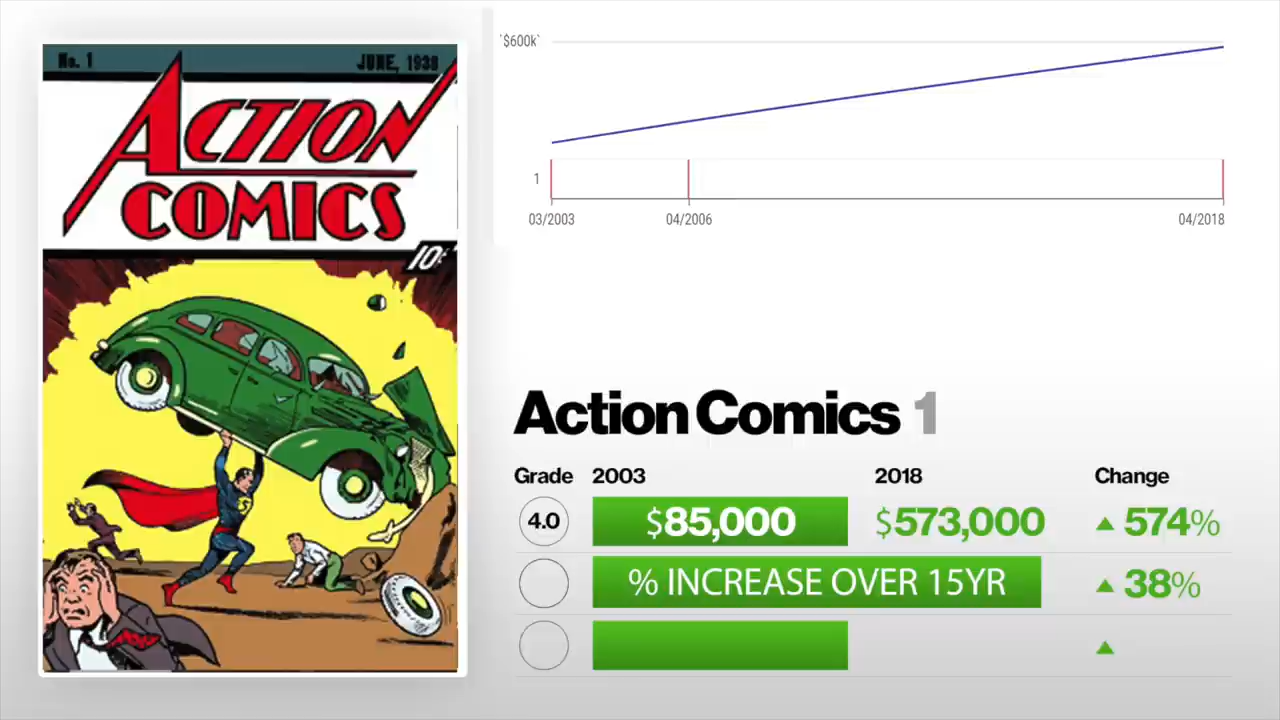 No. 1 JUNE, 1938
ACTION
COMICS
10¢
`$600k`
1
03/2003 04/2006 04/2018
Action Comics 1
Grade 2003 2018 Change
4.0 $85,000 $573,000 ▲ 574%
% INCREASE OVER 15YR ▲ 38%
▲